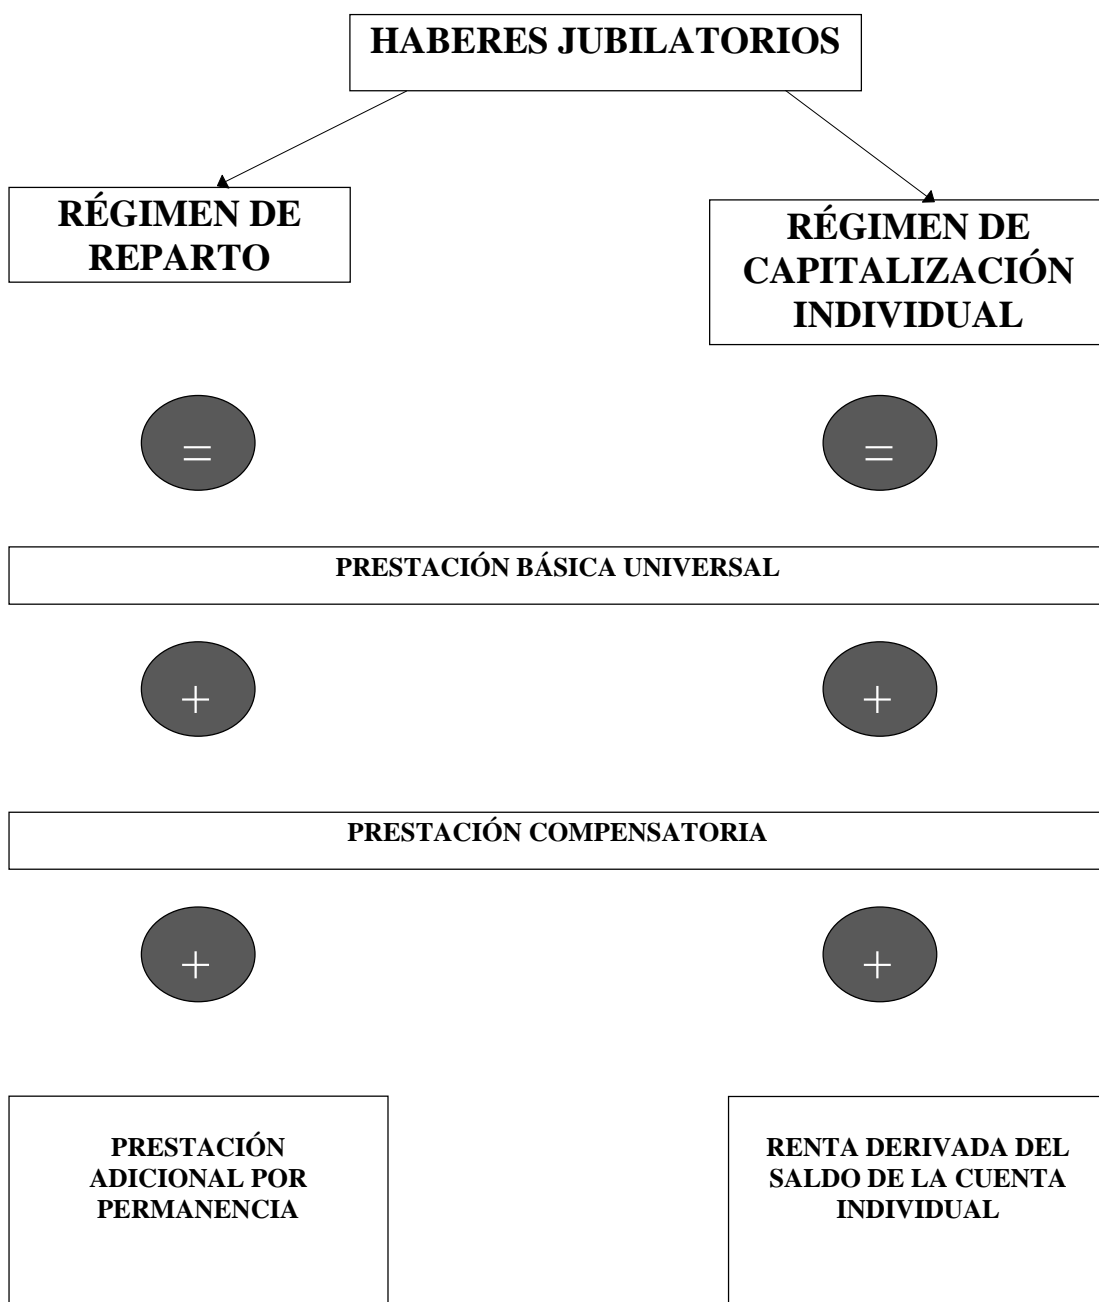 HABERES JUBILATORIOS
RÉGIMEN DE
REPARTO
RÉGIMEN DE
CAPITALIZACIÓN
INDIVIDUAL
=
=
PRESTACIÓN BÁSICA UNIVERSAL
+
+
PRESTACIÓN COMPENSATORIA
+
+
PRESTACIÓN
ADICIONAL POR
PERMANENCIA
RENTA DERIVADA DEL
SALDO DE LA CUENTA
INDIVIDUAL